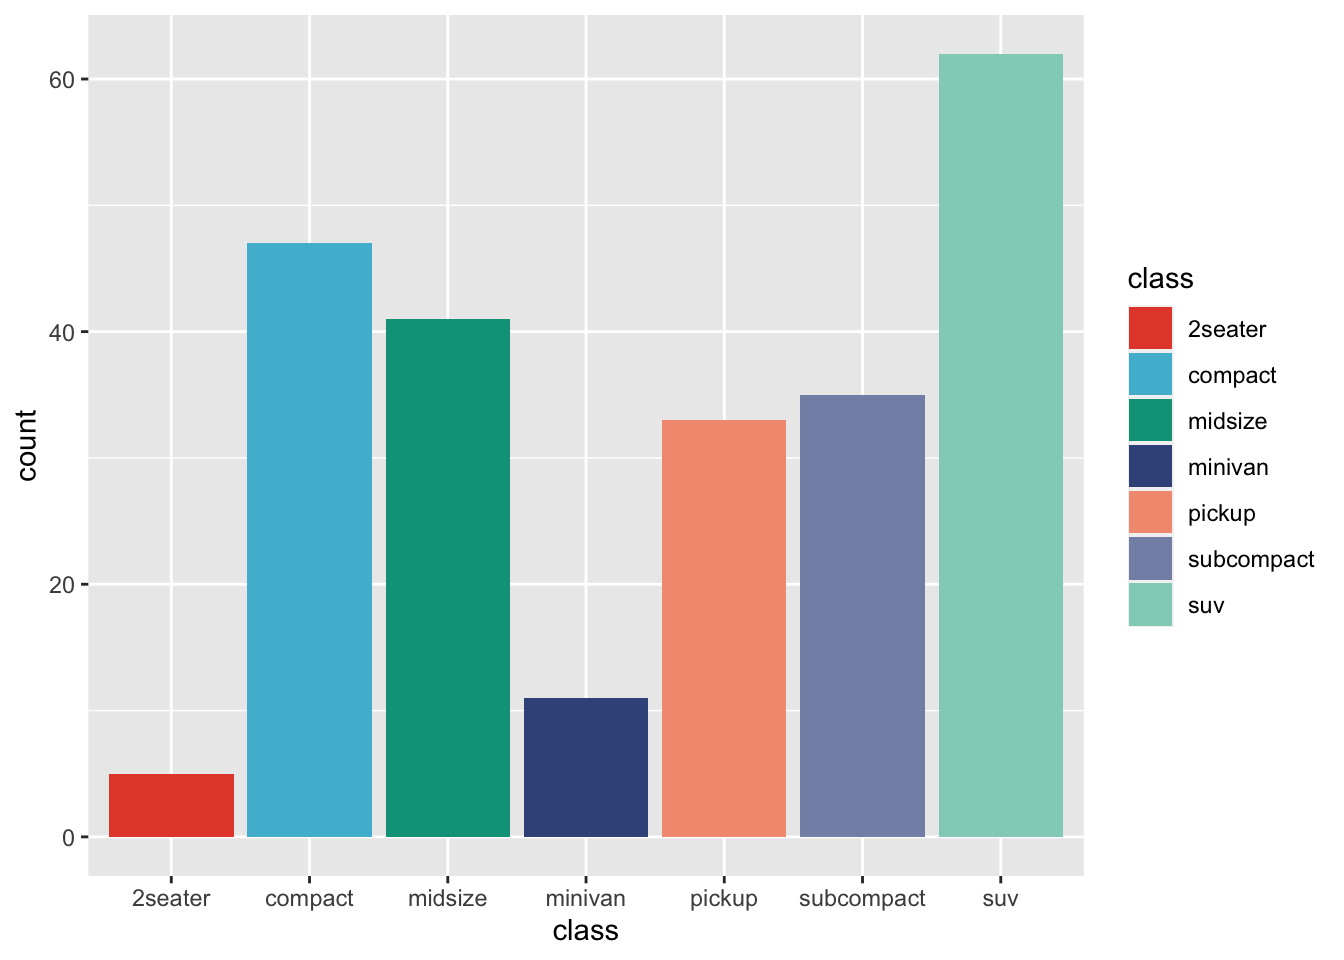 60
40
20
0
count
2seater compact midsize minivan pickup subcompact suv
class
class
2seater
compact
midsize
minivan
pickup
subcompact
suv